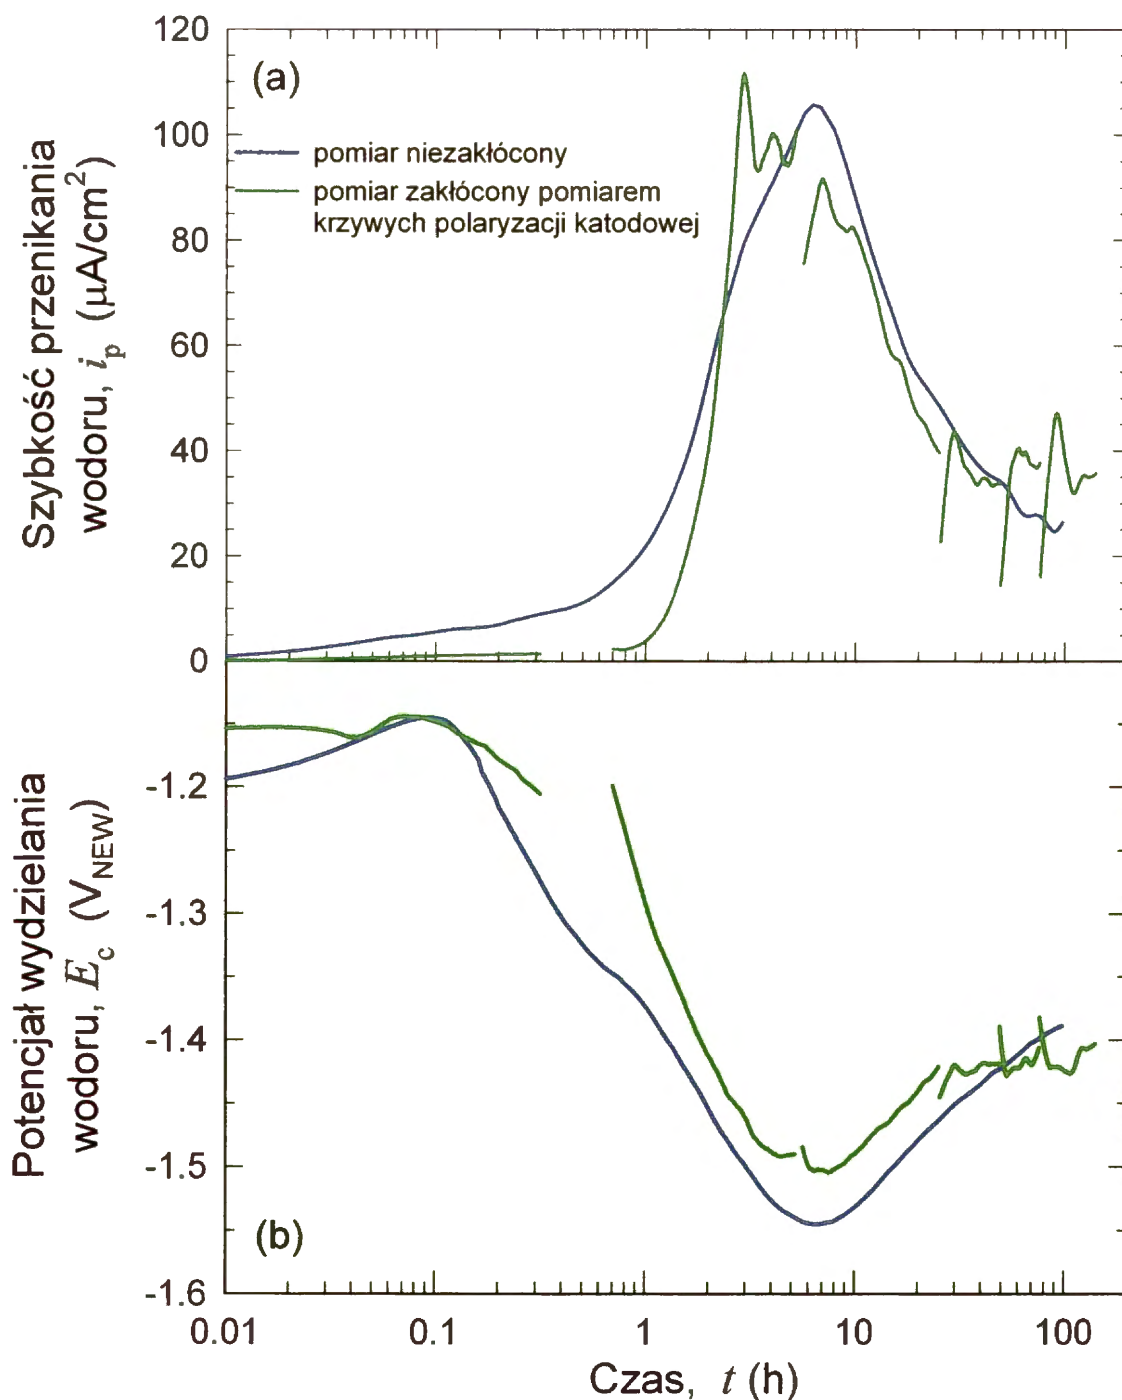 120
100
80
60
40
20
0
Szybkość przenikania
wodoru, i_p (μA/cm²)
(a)
pomiar niezakłócony
pomiar zakłócony pomiarem
krzywych polaryzacji katodowej
-1.2
-1.3
-1.4
-1.5
-1.6
Potencjał wydzielania
wodoru, E_c (V_NEW)
(b)
0.01 0.1 1 10 100
Czas, t (h)